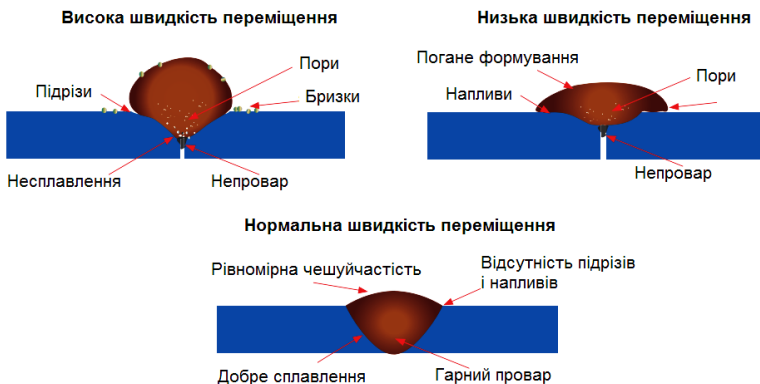 Висока швидкість переміщення
Пори
Підрізи
Бризки
Несплавлення
Непровар
Низька швидкість переміщення
Погане формування
Пори
Напливи
Непровар
Нормальна швидкість переміщення
Рівномірна чешуйчастість
Відсутність підрізів
і напливів
Добре сплавлення
Гарний провар